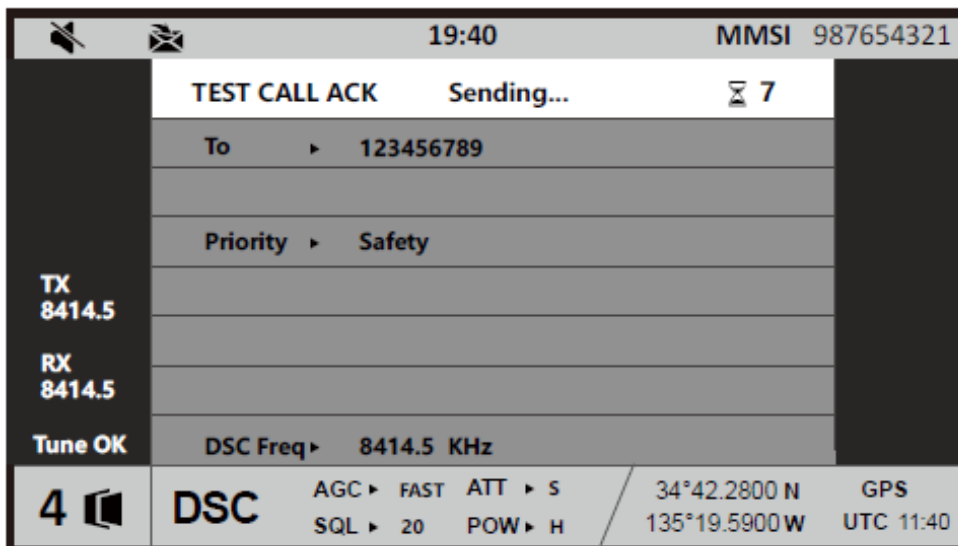 19:40 MMSI 987654321
TEST CALL ACK Sending... 7
To ▸ 123456789
Priority ▸ Safety
TX
8414.5
RX
8414.5
Tune OK
DSC Freq ▸ 8414.5 KHz
4 DSC AGC ▸ FAST ATT ▸ S 34°42.2800 N GPS
SQL ▸ 20 POW ▸ H 135°19.5900 W UTC 11:40